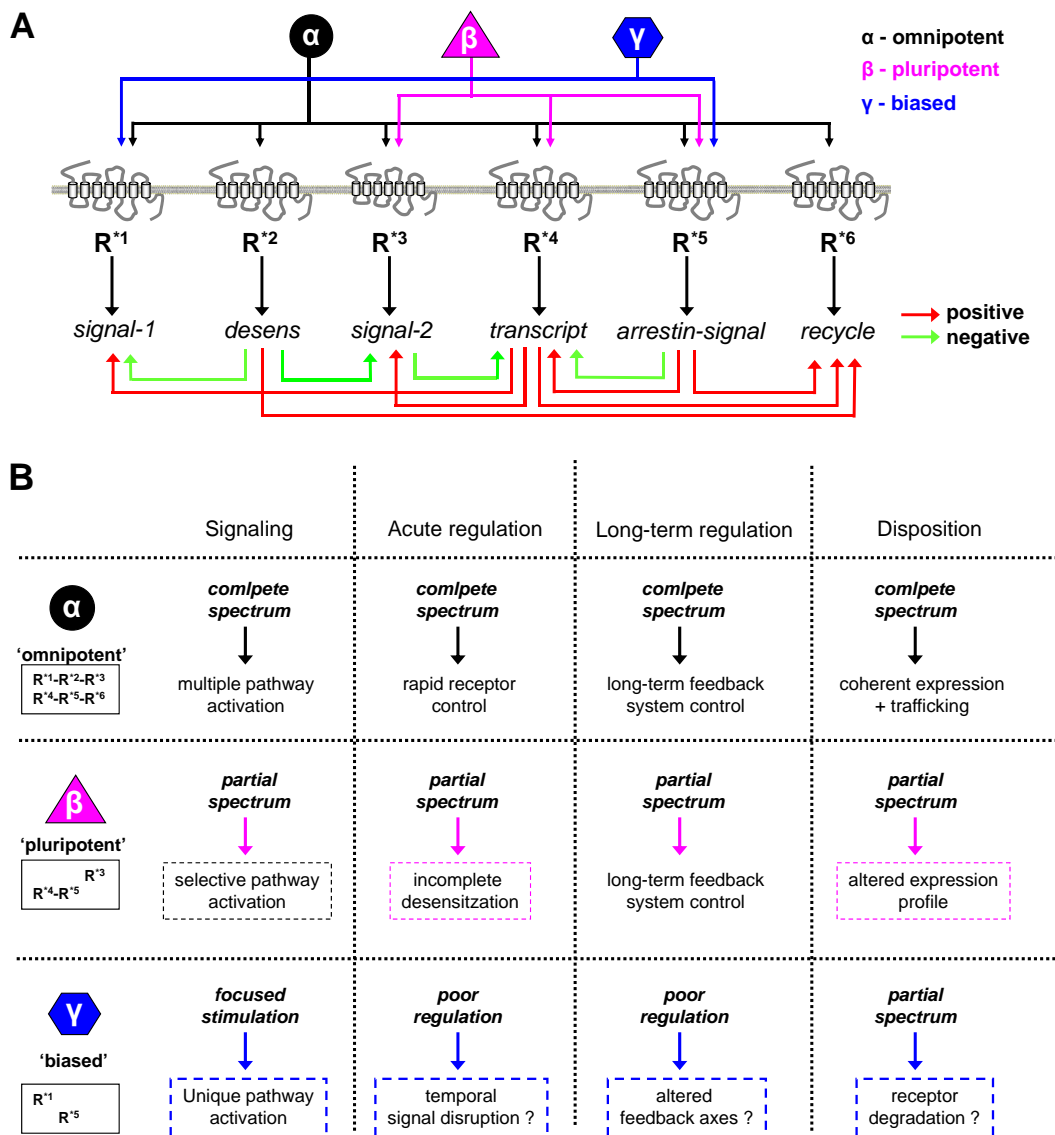 A
α
β
γ
α - omnipotent
β - pluripotent
γ - biased
R*1 R*2 R*3 R*4 R*5 R*6
signal-1 desens signal-2 transcript arrestin-signal recycle
positive
negative
B
Signaling Acute regulation Long-term regulation Disposition
α
'omnipotent'
R*1-R*2-R*3
R*4-R*5-R*6
comlpete
spectrum
multiple pathway
activation
comlpete
spectrum
rapid receptor
control
comlpete
spectrum
long-term feedback
system control
comlpete
spectrum
coherent expression
+ trafficking
β
'pluripotent'
R*3
R*4-R*5
partial
spectrum
selective pathway
activation
partial
spectrum
incomplete
desensitzation
partial
spectrum
long-term feedback
system control
partial
spectrum
altered expression
profile
γ
'biased'
R*1
R*5
focused
stimulation
Unique pathway
activation
poor
regulation
temporal
signal disruption ?
poor
regulation
altered
feedback axes ?
partial
spectrum
receptor
degradation ?